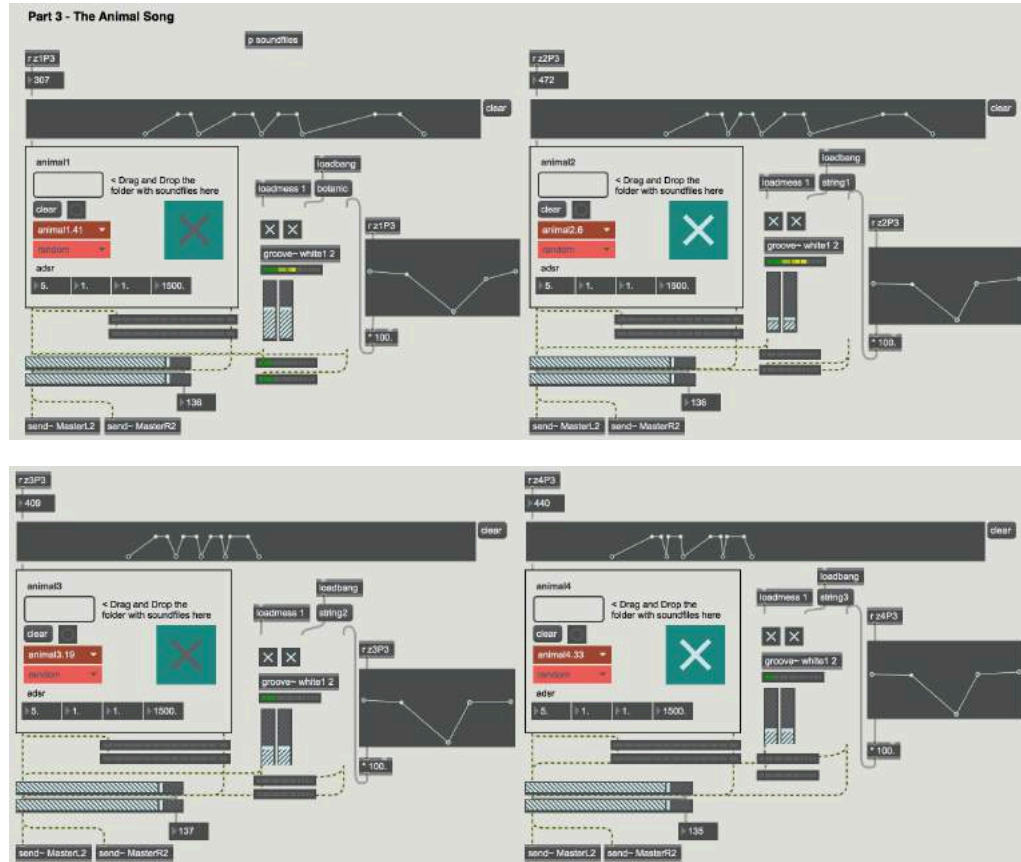 Part 3 - The Animal Song
p soundfiles
r z1P3
307
clear
animal1
< Drag and Drop the
folder with soundfiles here
clear
animal1.41
random
adsr
5. 1. 1. 1500.
loadbang
loadmess 1 botanic
groove~ white1 2
r z1P3
* 100.
136
send~ MasterL2 send~ MasterR2
r z2P3
472
clear
animal2
< Drag and Drop the
folder with soundfiles here
clear
animal2.6
random
adsr
5. 1. 1. 1500.
loadbang
loadmess 1 string1
groove~ white1 2
r z2P3
* 100.
136
send~ MasterL2 send~ MasterR2
r z3P3
409
clear
animal3
< Drag and Drop the
folder with soundfiles here
clear
animal3.19
random
adsr
5. 1. 1. 1500.
loadbang
loadmess 1 string2
groove~ white1 2
r z3P3
* 100.
137
send~ MasterL2 send~ MasterR2
r z4P3
440
clear
animal4
< Drag and Drop the
folder with soundfiles here
clear
animal4.33
random
adsr
5. 1. 1. 1500.
loadbang
loadmess 1 string3
groove~ white1 2
r z4P3
* 100.
135
send~ MasterL2 send~ MasterR2